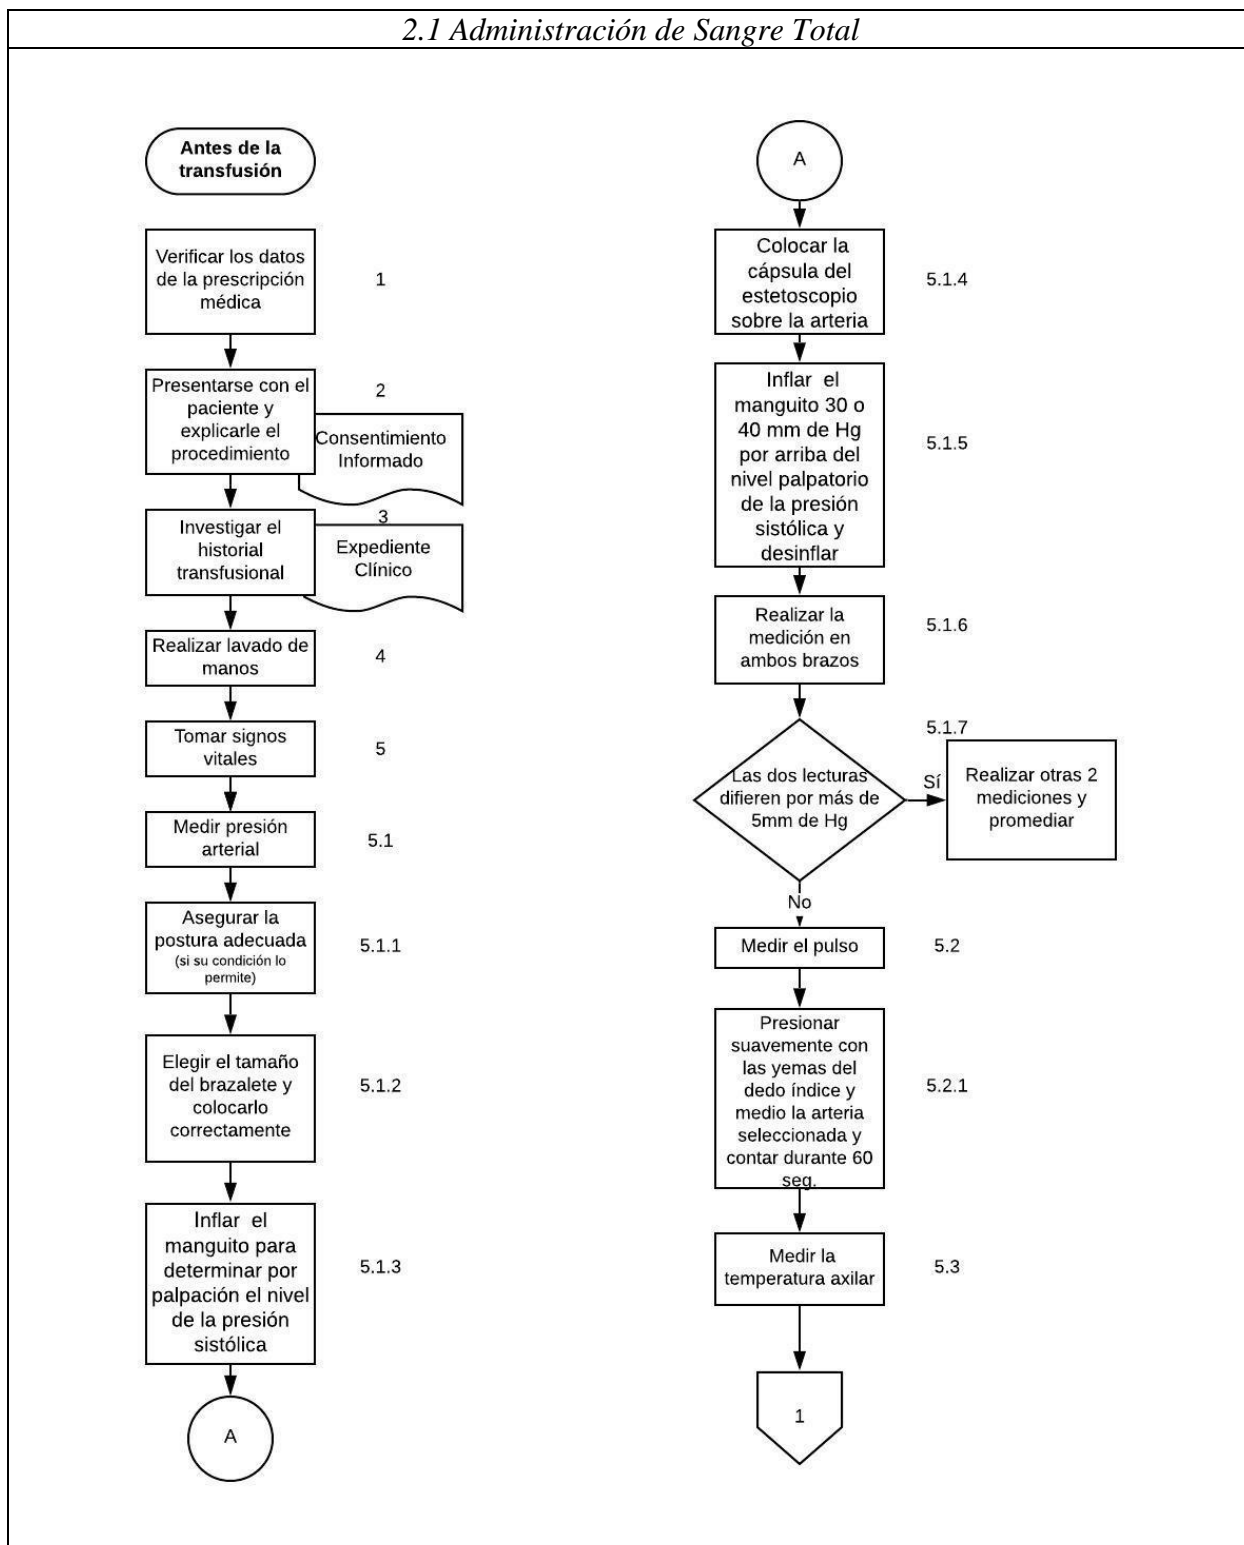 2.1 Administración de Sangre Total
Antes de la
transfusión
Verificar los datos
de la prescripción
médica
1
Presentarse con el
paciente y
explicarle el
procedimiento
2
Consentimiento
Informado
Investigar el
historial
transfusional
3
Expediente
Clínico
Realizar lavado de
manos
4
Tomar signos
vitales
5
Medir presión
arterial
5.1
Asegurar la
postura adecuada
(si su condición lo
permite)
5.1.1
Elegir el tamaño
del brazalete y
colocarlo
correctamente
5.1.2
Inflar el
manguito para
determinar por
palpación el nivel
de la presión
sistólica
5.1.3
A
A
Colocar la
cápsula del
estetoscopio
sobre la arteria
5.1.4
Inflar el
manguito 30 o
40 mm de Hg
por arriba del
nivel palpatorio
de la presión
sistólica y
desinflar
5.1.5
Realizar la
medición en
ambos brazos
5.1.6
5.1.7
Las dos lecturas
difieren por más de
5mm de Hg
Sí
Realizar otras 2
mediciones y
promediar
No
Medir el pulso
5.2
Presionar
suavemente con
las yemas del
dedo índice y
medio la arteria
seleccionada y
contar durante 60
seg.
5.2.1
Medir la
temperatura axilar
5.3
1